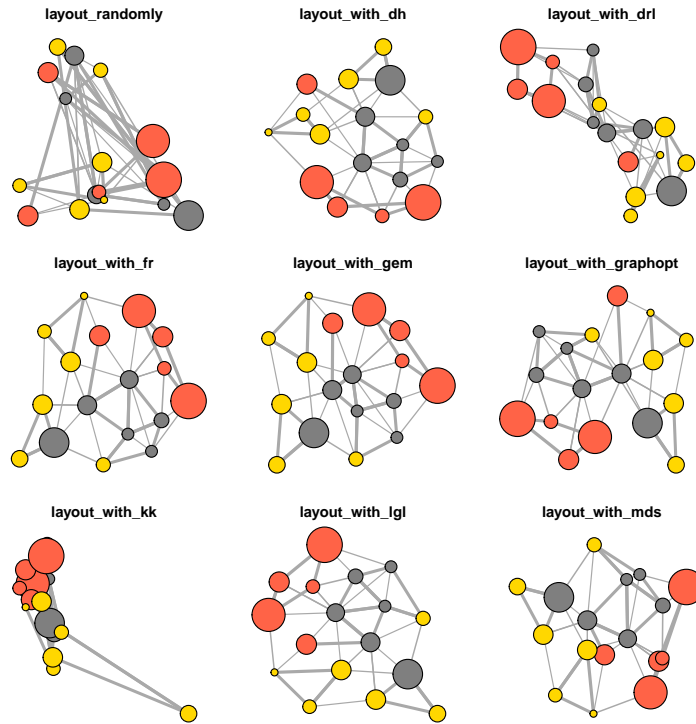 layout_randomly
layout_with_dh
layout_with_drl
layout_with_fr
layout_with_gem
layout_with_graphopt
layout_with_kk
layout_with_lgl
layout_with_mds